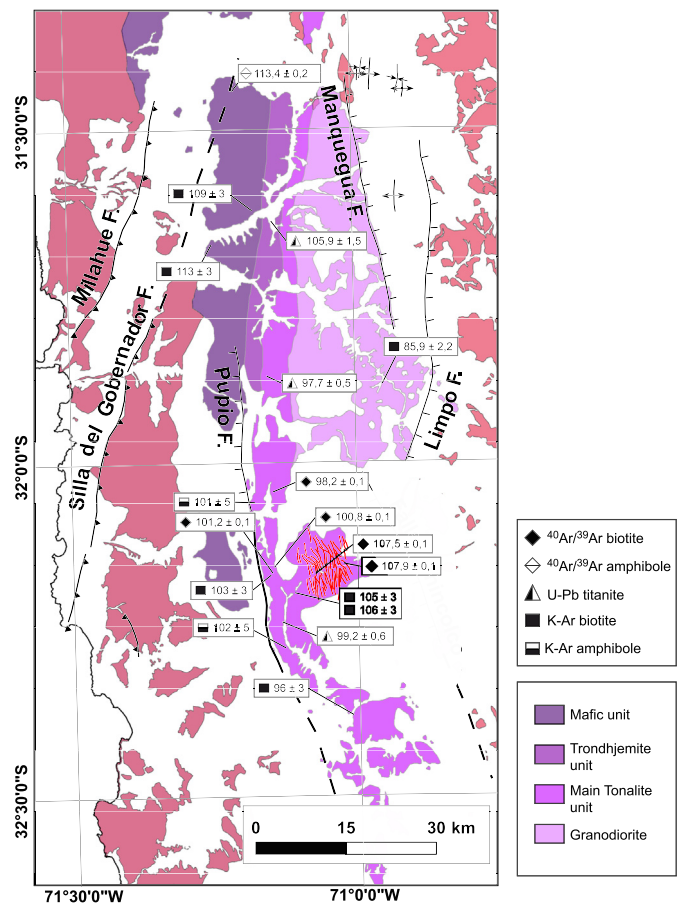 113,4 ± 0,2
Manquegua F.
31°30'0"S
109 ± 3
105,9 ± 1,5
Millahue F.
113 ± 3
Silla del Gobernador F.
85,9 ± 2,2
Pupio F.
97,7 ± 0,5
Limpo F.
32°0'0"S
98,2 ± 0,1
101 ± 5
100,8 ± 0,1
101,2 ± 0,1
107,5 ± 0,1
107,9 ± 0,1
103 ± 3
105 ± 3
106 ± 3
102 ± 5
99,2 ± 0,6
96 ± 3
32°30'0"S
0 15 30 km
71°30'0"W 71°0'0"W
40Ar/39Ar biotite
40Ar/39Ar amphibole
U-Pb titanite
K-Ar biotite
K-Ar amphibole
Mafic unit
Trondhjemite
unit
Main Tonalite
unit
Granodiorite